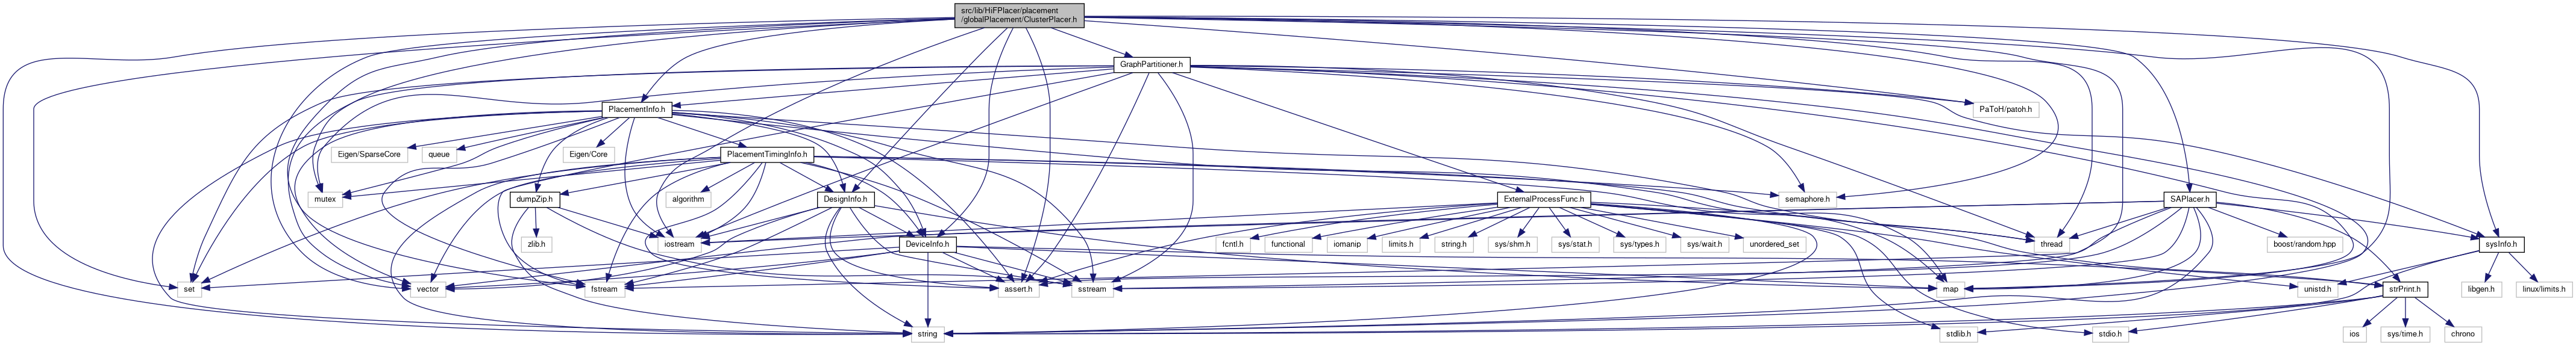 src/lib/HiFPlacer/placement
/globalPlacement/ClusterPlacer.h
GraphPartitioner.h
PlacementInfo.h
PaToH/patoh.h
Eigen/SparseCore
queue
Eigen/Core
PlacementTimingInfo.h
mutex
algorithm
dumpZip.h
DesignInfo.h
semaphore.h
ExternalProcessFunc.h
SAPlacer.h
zlib.h
iostream
DeviceInfo.h
fcntl.h
functional
iomanip
limits.h
string.h
sys/shm.h
sys/stat.h
sys/types.h
sys/wait.h
unordered_set
thread
boost/random.hpp
sysInfo.h
set
vector
fstream
assert.h
sstream
map
unistd.h
strPrint.h
libgen.h
linux/limits.h
string
stdlib.h
stdio.h
ios
sys/time.h
chrono